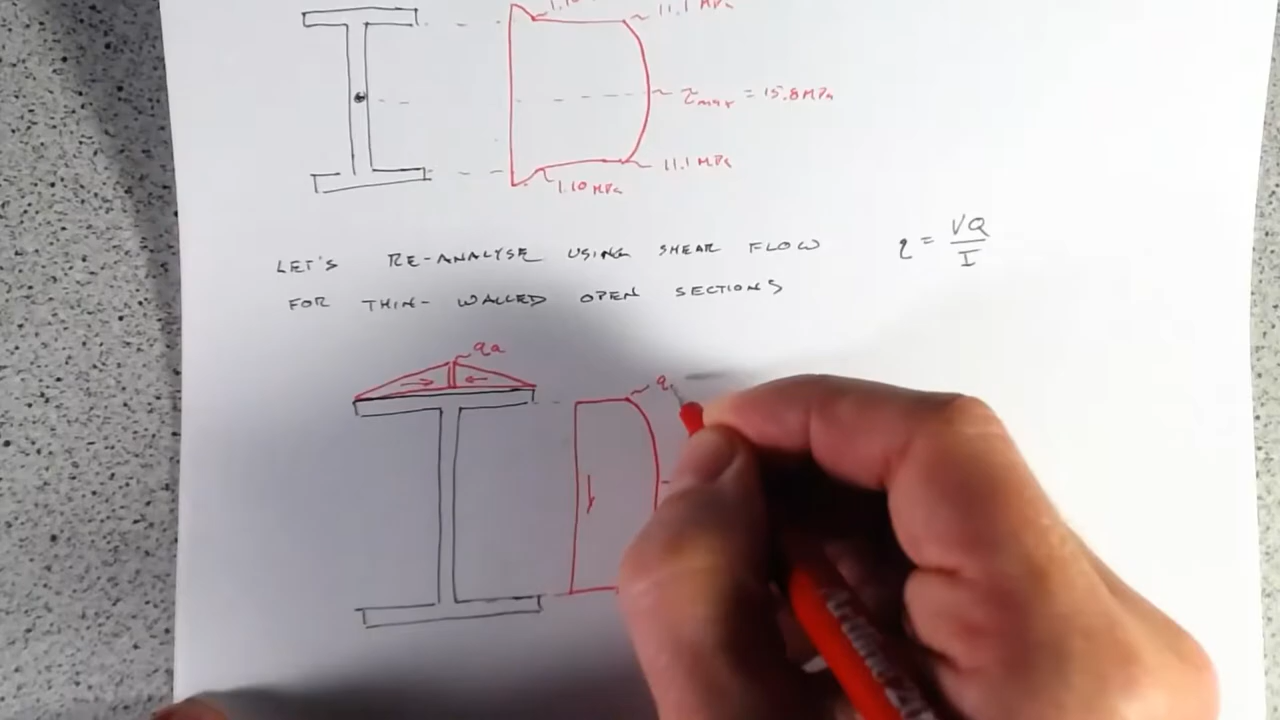 11.1 MPa
τmax = 15.8 MPa
11.1 MPa
1.10 MPa
LET'S RE-ANALYSE USING SHEAR FLOW
FOR THIN-WALLED OPEN SECTIONS
q = VQ/I
qa
q
Artline